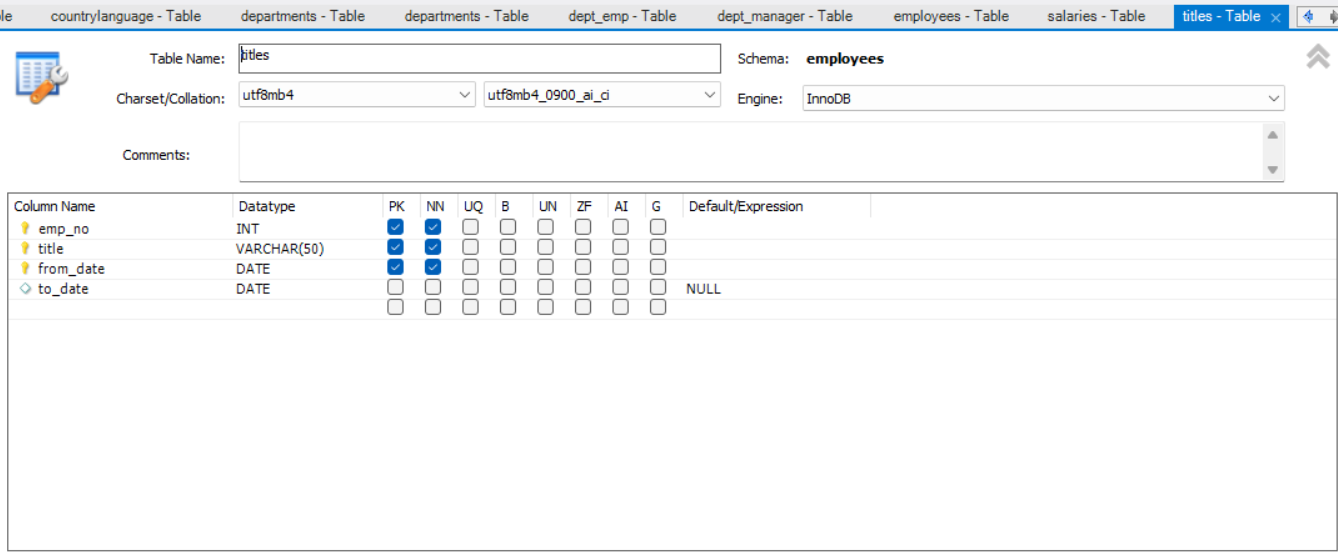 countrylanguage - Table departments - Table departments - Table dept_emp - Table dept_manager - Table employees - Table salaries - Table titles - Table
Table Name: titles Schema: employees
Charset/Collation: utf8mb4 utf8mb4_0900_ai_ci Engine: InnoDB
Comments:
Column Name Datatype PK NN UQ B UN ZF AI G Default/Expression
emp_no INT
title VARCHAR(50)
from_date DATE
to_date DATE NULL